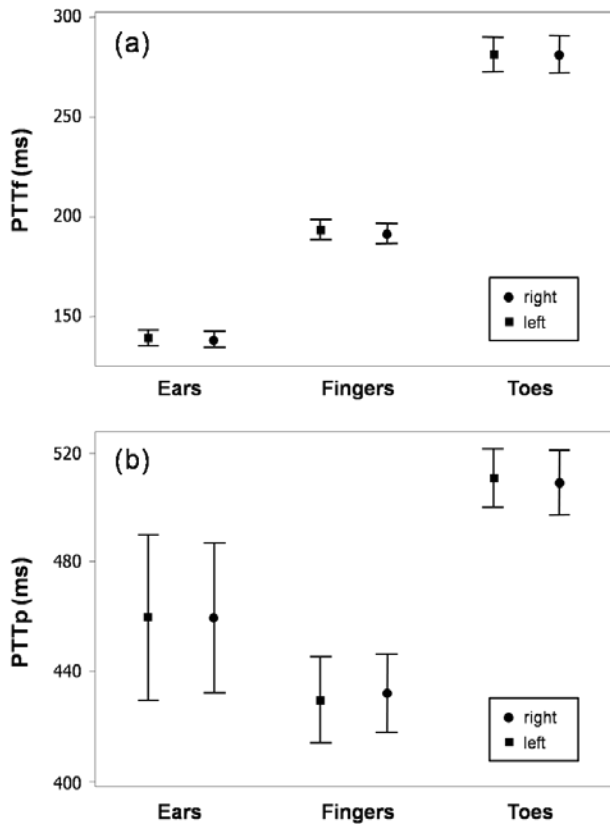 (a)
300
250
200
150
PTTf (ms)
right
left
Ears Fingers Toes
(b)
520
480
440
400
PTTp (ms)
right
left
Ears Fingers Toes